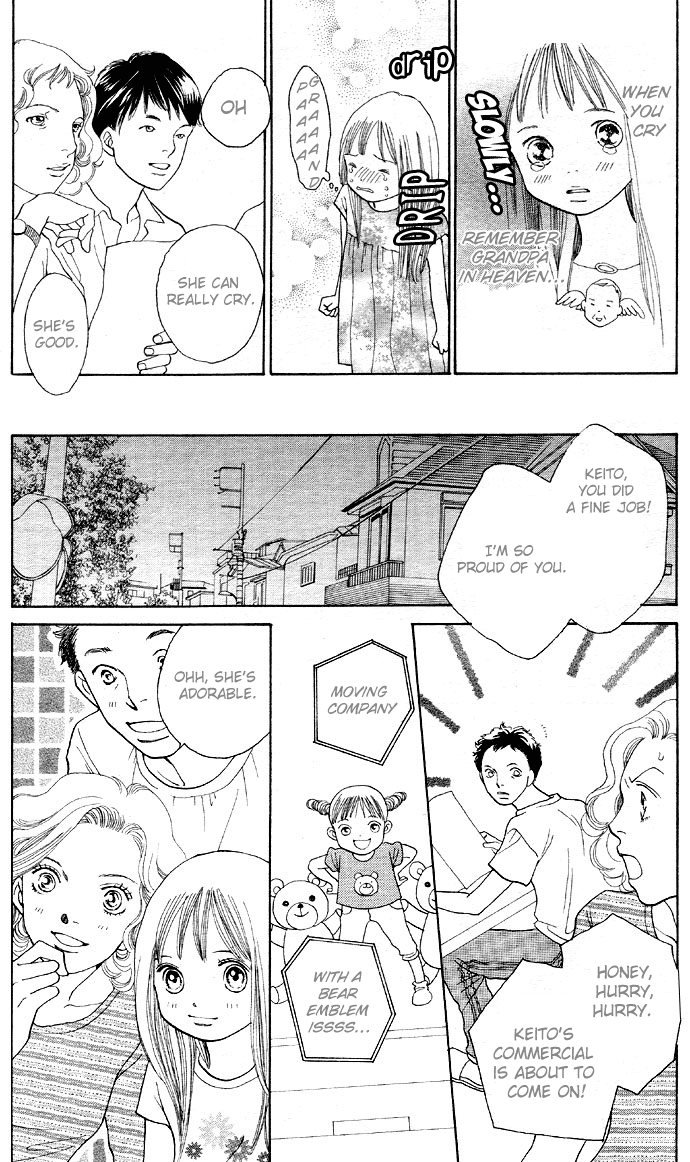 WHEN
YOU
CRY
SLOWLY....
REMEMBER
GRANDPA
IN HEAVEN...
drip
GRAAAAND
PAAAAA
DRIP
OH
SHE CAN
REALLY CRY.
SHE'S
GOOD.
KEITO,
YOU DID
A FINE JOB!
I'M SO
PROUD OF YOU.
HONEY,
HURRY,
HURRY.
KEITO'S
COMMERCIAL
IS ABOUT TO
COME ON!
MOVING
COMPANY
WITH A
BEAR
EMBLEM
ISSSS...
OHH, SHE'S
ADORABLE.